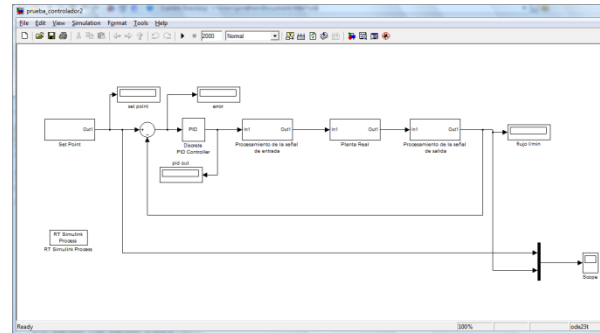 prueba_controlador2
File Edit View Simulation Format Tools Help
2000 Normal
set point
error
Out1
Set Point
PID
Discrete
PID Controller
pid out
In1 Out1
Procesamiento de la señal
de entrada
In1 Out1
Planta Real
In1 Out1
Procesamiento de la señal
de salida
flujo l/min
RT Simulink
Process
RT Simulink Process
Scope
Ready 100% ode23t